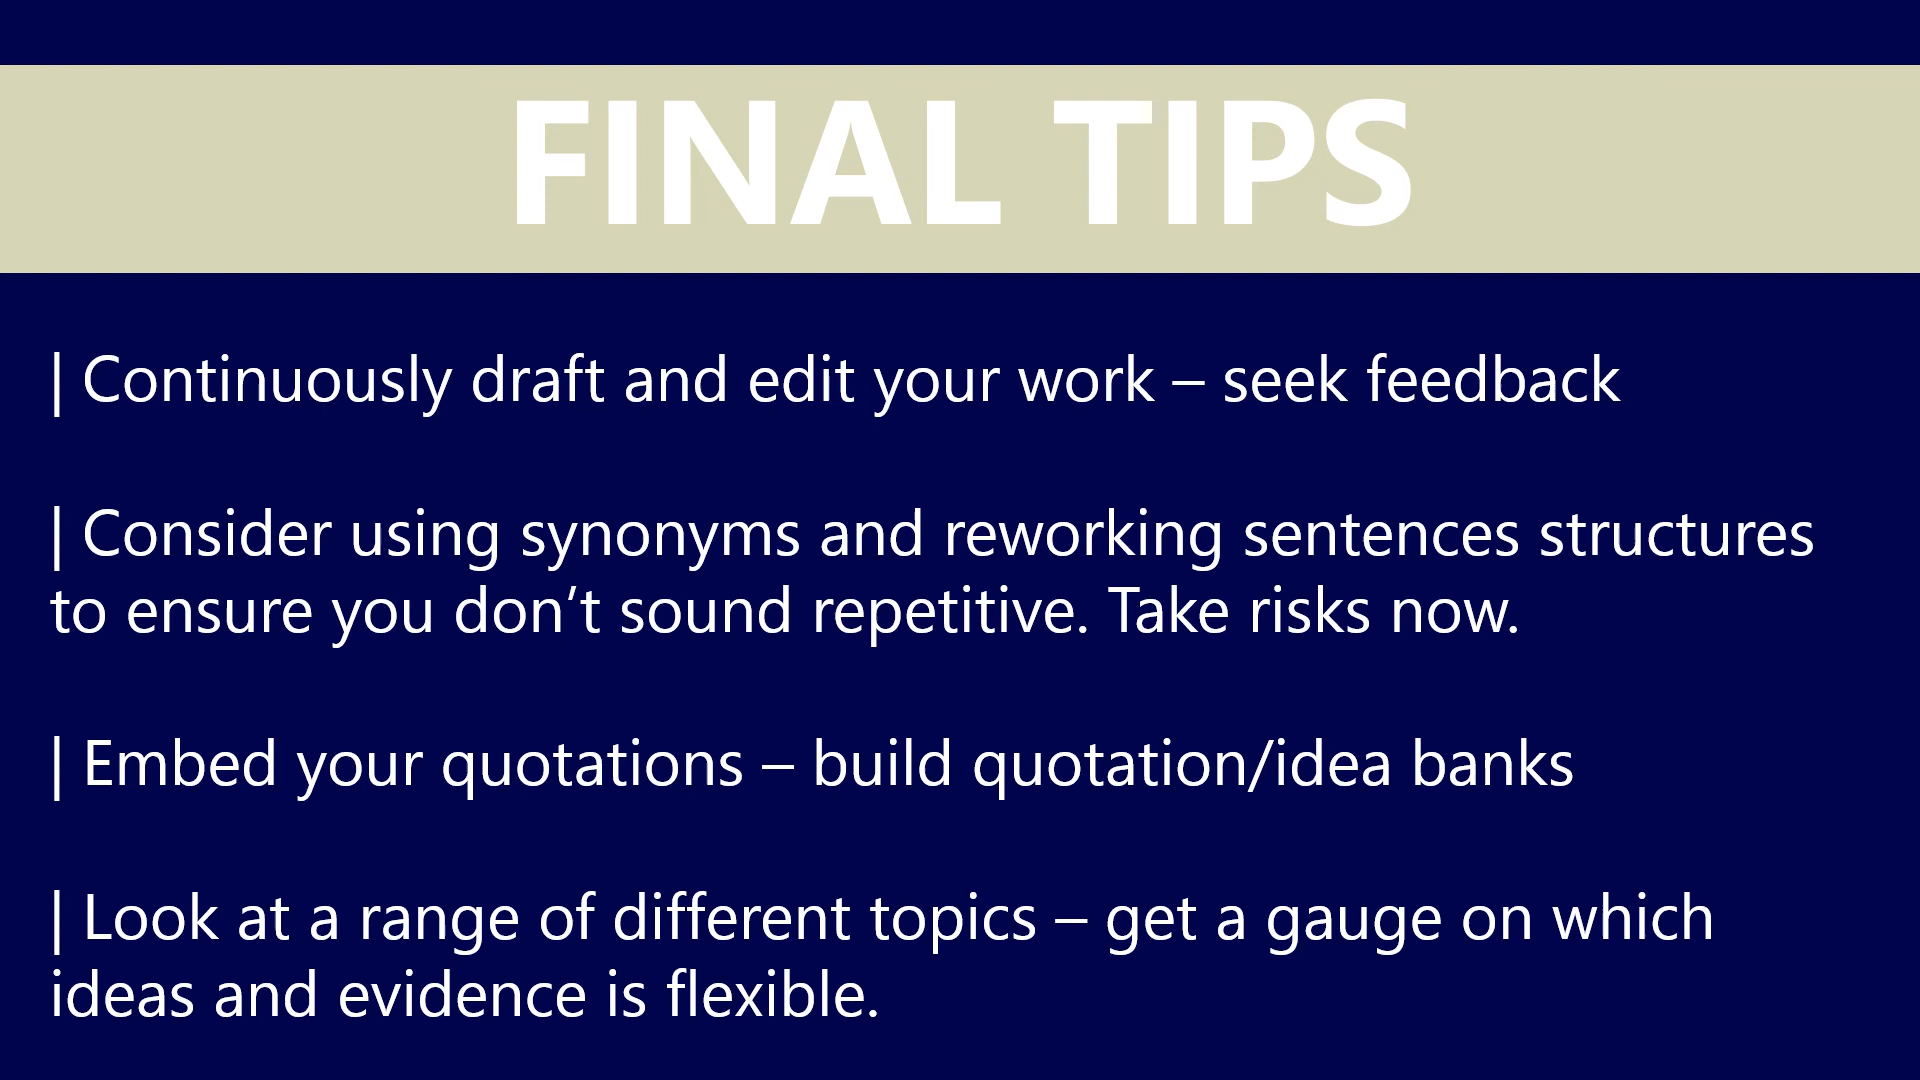 FINAL TIPS
| Continuously draft and edit your work – seek feedback
| Consider using synonyms and reworking sentences structures
to ensure you don’t sound repetitive. Take risks now.
| Embed your quotations – build quotation/idea banks
| Look at a range of different topics – get a gauge on which
ideas and evidence is flexible.